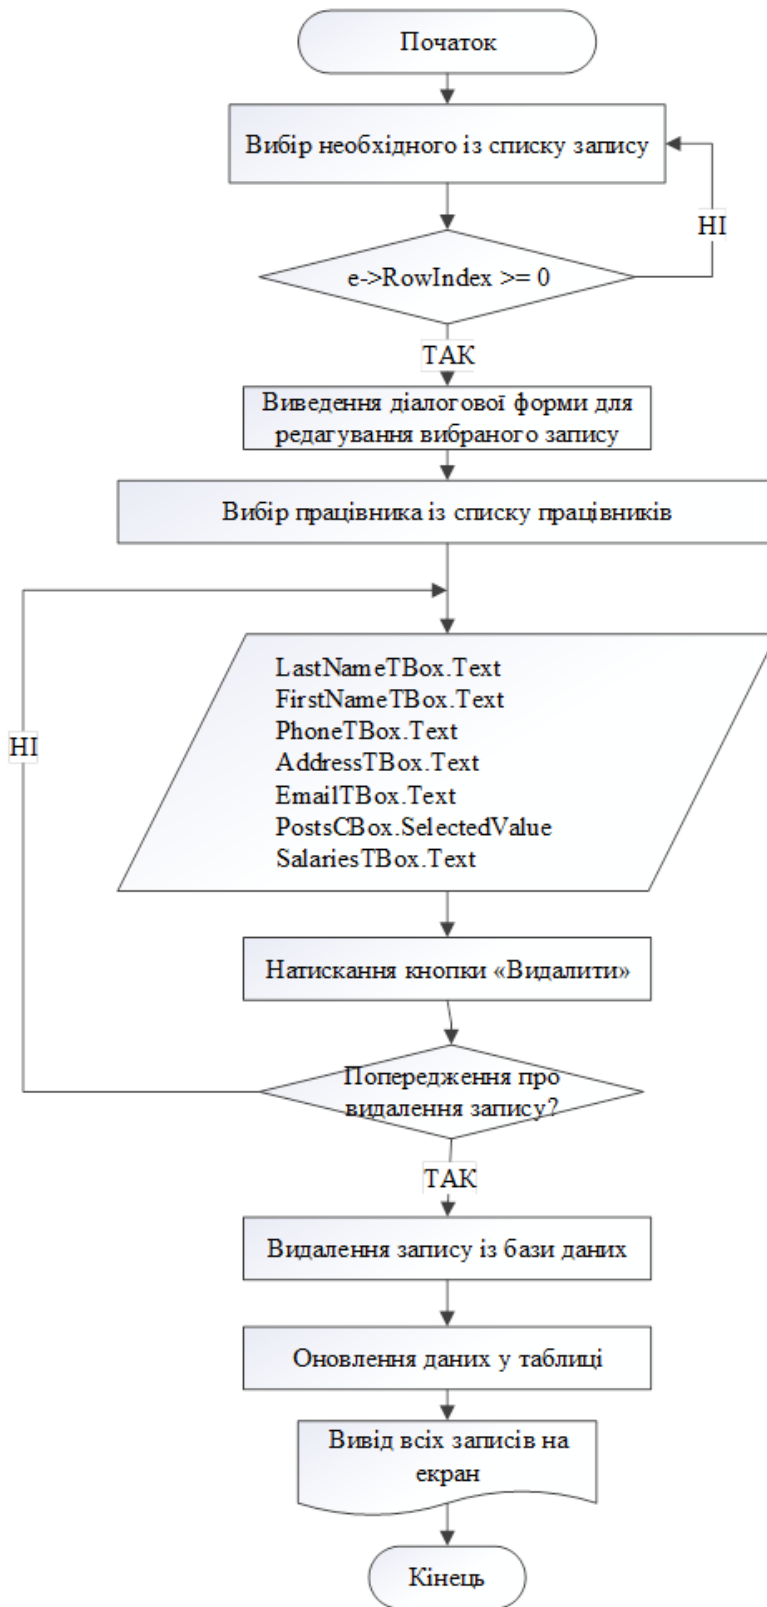 Початок
Вибір необхідного із списку запису
НІ
e->RowIndex >= 0
ТАК
Виведення діалогової форми для
редагування вибраного запису
Вибір працівника із списку працівників
LastNameTBox.Text
FirstNameTBox.Text
PhoneTBox.Text
AddressTBox.Text
EmailTBox.Text
PostsCBox.SelectedValue
SalariesTBox.Text
НІ
Натискання кнопки «Видалити»
Попередження про
видалення запису?
ТАК
Видалення запису із бази даних
Оновлення даних у таблиці
Вивід всіх записів на
екран
Кінець